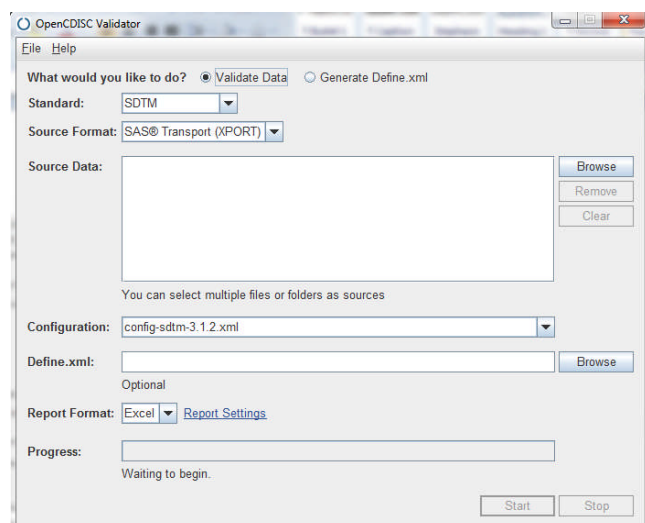 OpenCDISC Validator
File Help
What would you like to do? Validate Data Generate Define.xml
Standard: SDTM
Source Format: SAS® Transport (XPORT)
Source Data: Browse
Remove
Clear
You can select multiple files or folders as sources
Configuration: config-sdtm-3.1.2.xml
Define.xml: Browse
Optional
Report Format: Excel Report Settings
Progress:
Waiting to begin.
Start Stop